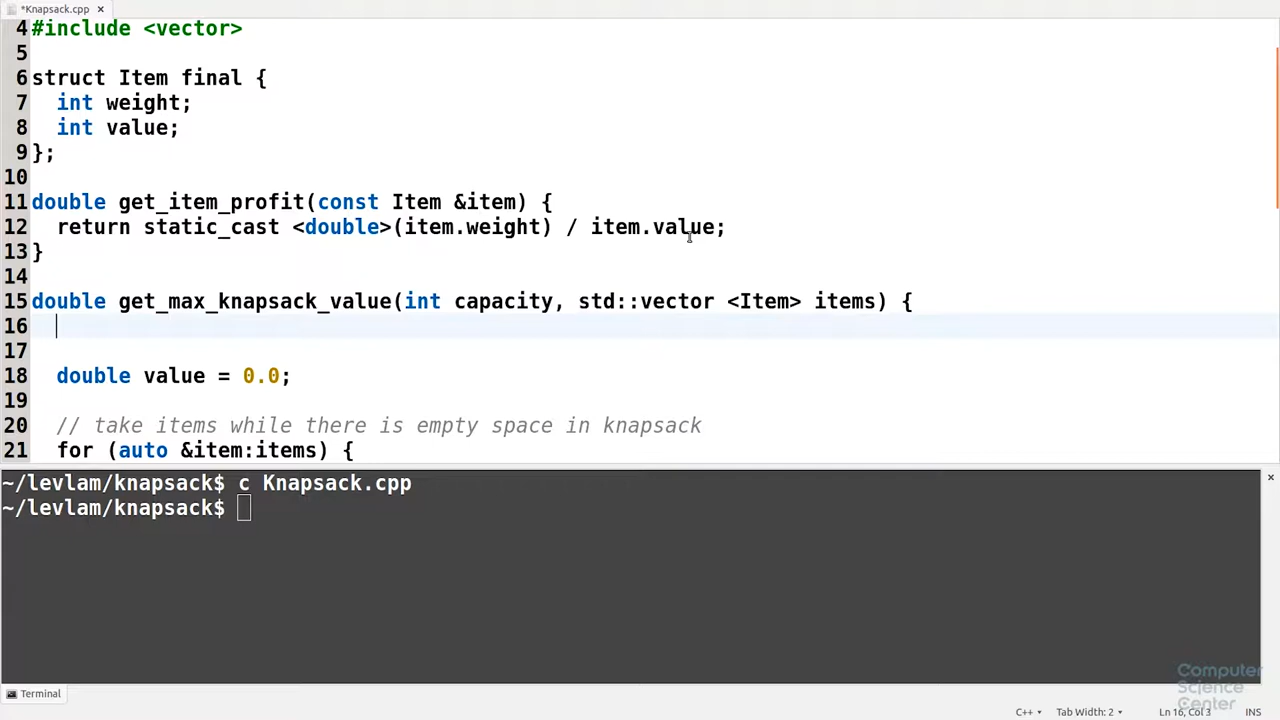 *Knapsack.cpp ×
4 #include <vector>
5
6 struct Item final {
7   int weight;
8   int value;
9 };
10
11 double get_item_profit(const Item &item) {
12   return static_cast <double>(item.weight) / item.value;
13 }
14
15 double get_max_knapsack_value(int capacity, std::vector <Item> items) {
16
17
18   double value = 0.0;
19
20   // take items while there is empty space in knapsack
21   for (auto &item:items) {
~/levlam/knapsack$ c Knapsack.cpp
~/levlam/knapsack$
Computer
Science
Center
Terminal
C++ Tab Width: 2 Ln 16, Col 3 INS